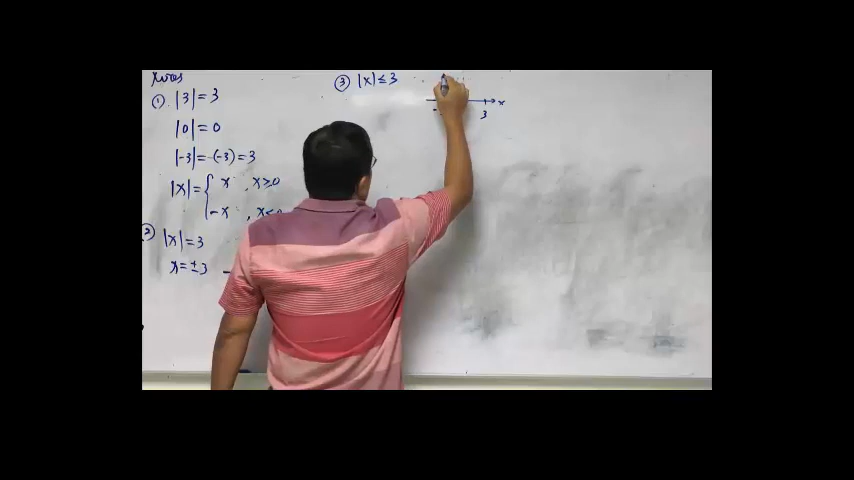 ① |3| = 3
|0| = 0
|-3| = -(-3) = 3
|x| = { x , x ≥ 0
-x , x <
② |x| = 3
x = ± 3
③ |x| ≤ 3
x
3